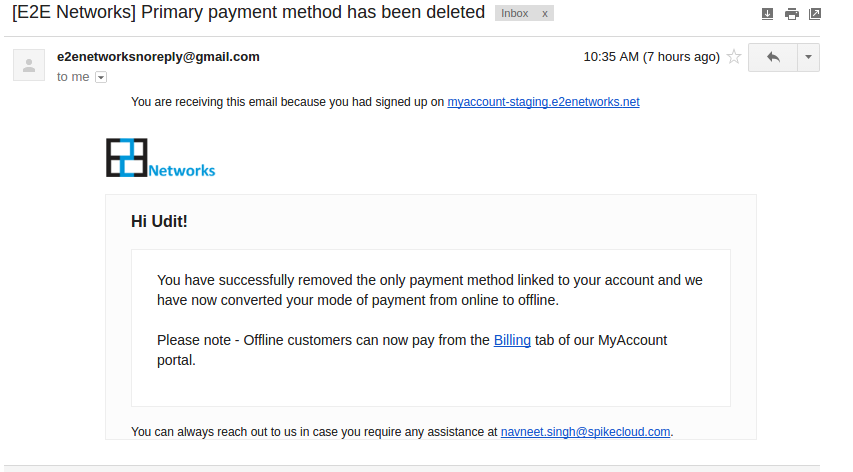 [E2E Networks] Primary payment method has been deleted Inbox x
e2enetworksnoreply@gmail.com 10:35 AM (7 hours ago)
to me
You are receiving this email because you had signed up on myaccount-staging.e2enetworks.net
Networks
Hi Udit!
You have successfully removed the only payment method linked to your account and we
have now converted your mode of payment from online to offline.
Please note - Offline customers can now pay from the Billing tab of our MyAccount
portal.
You can always reach out to us in case you require any assistance at navneet.singh@spikecloud.com.